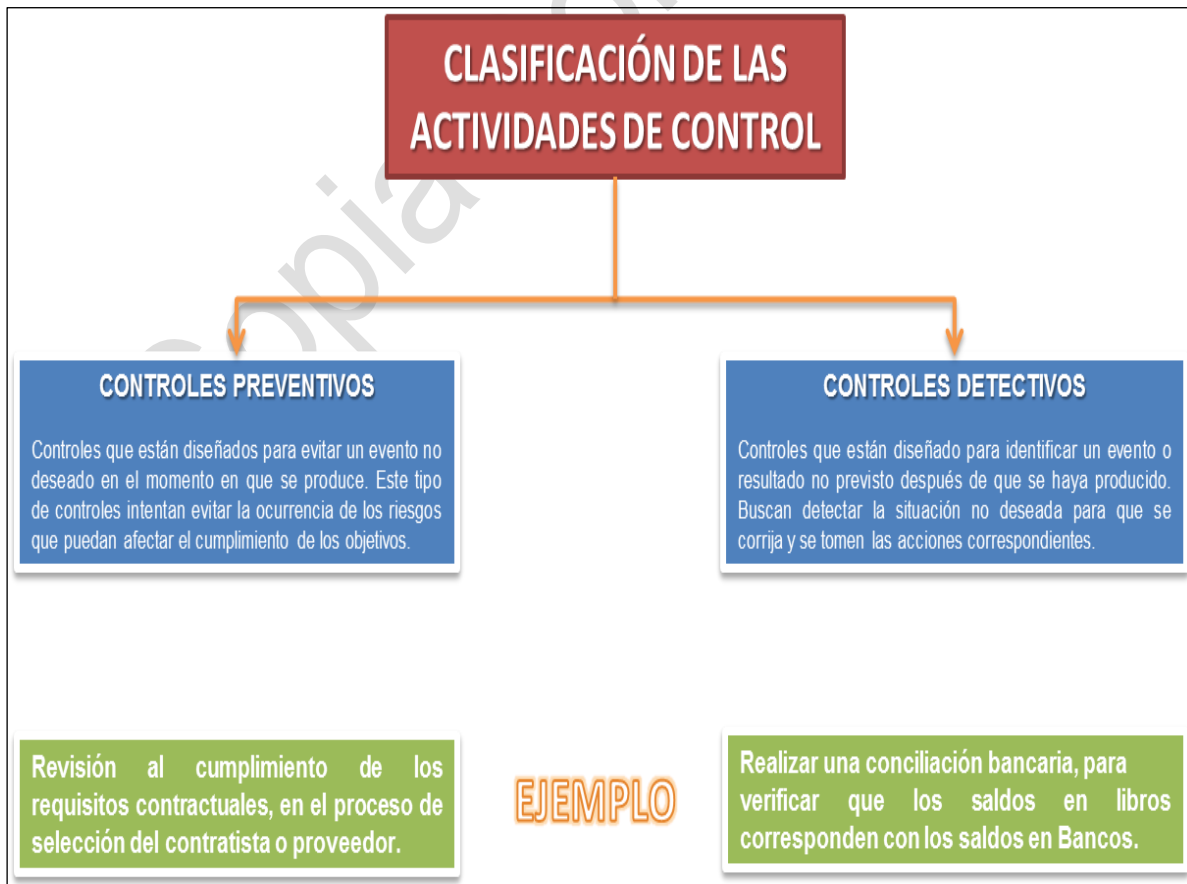 CLASIFICACIÓN DE LAS
ACTIVIDADES DE CONTROL
CONTROLES PREVENTIVOS
Controles que están diseñados para evitar un evento no
deseado en el momento en que se produce. Este tipo
de controles intentan evitar la ocurrencia de los riesgos
que puedan afectar el cumplimiento de los objetivos.
CONTROLES DETECTIVOS
Controles que están diseñado para identificar un evento o
resultado no previsto después de que se haya producido.
Buscan detectar la situación no deseada para que se
corrija y se tomen las acciones correspondientes.
Revisión al cumplimiento de los
requisitos contractuales, en el proceso de
selección del contratista o proveedor.
EJEMPLO
Realizar una conciliación bancaria, para
verificar que los saldos en libros
corresponden con los saldos en Bancos.
Copia